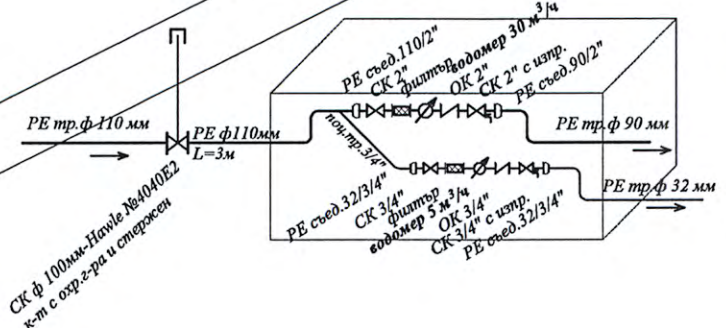 PE съед.110/2"
СК 2"
филтър
водомер 30 м³/ч
ОК 2"
СК 2" с изпр.
PE съед.90/2"
PE тр.ф 110 мм
PE ф110мм
L=3м
PE тр.ф 90 мм
поц.тр.3/4"
PE тр.ф 32 мм
PE съед.32/3/4"
СК 3/4"
филтър
водомер 5 м³/ч
ОК 3/4"
СК 3/4" с изпр.
PE съед.32/3/4"
СК ф 100мм-Hawle №4040E2
к-т с охр.г-ра и стержен